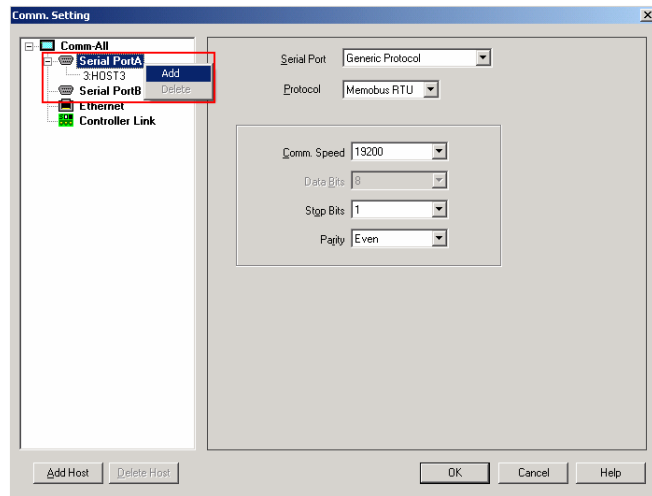 Comm. Setting
Comm-All
Serial PortA
3:HOST3
Add
Delete
Serial PortB
Ethernet
Controller Link
Serial Port
Generic Protocol
Protocol
Memobus RTU
Comm. Speed
19200
Data Bits
8
Stop Bits
1
Parity
Even
Add Host
Delete Host
OK
Cancel
Help